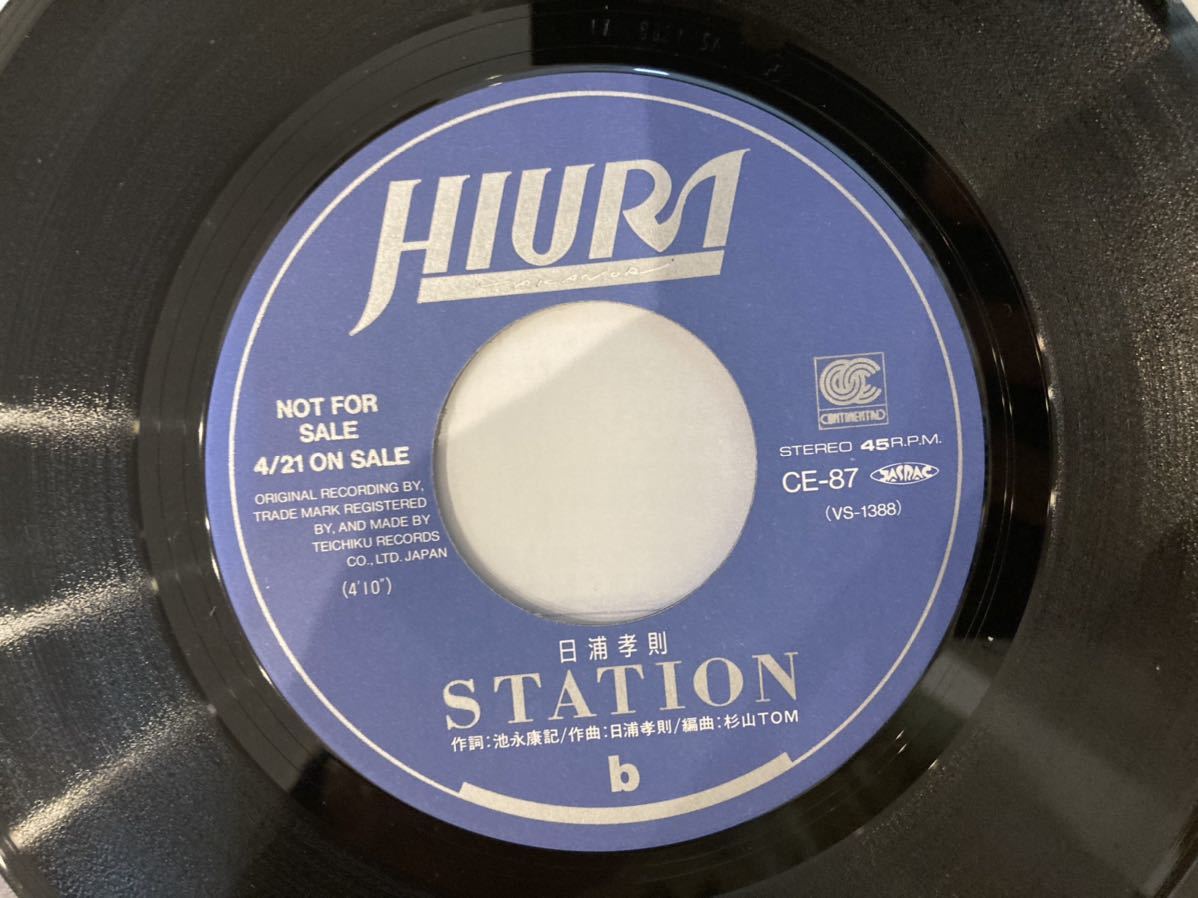 HIURA
NOT FOR
SALE
4/21 ON SALE
ORIGINAL RECORDING BY,
TRADE MARK REGISTERED
BY, AND MADE BY
TEICHIKU RECORDS
CO., LTD. JAPAN
(4'10")
CONTINENTAL
STEREO 45 R.P.M.
CE-87 JASRAC
(VS-1388)
日浦孝則
STATION
作詞:池永康記/作曲:日浦孝則/編曲:杉山TOM
b